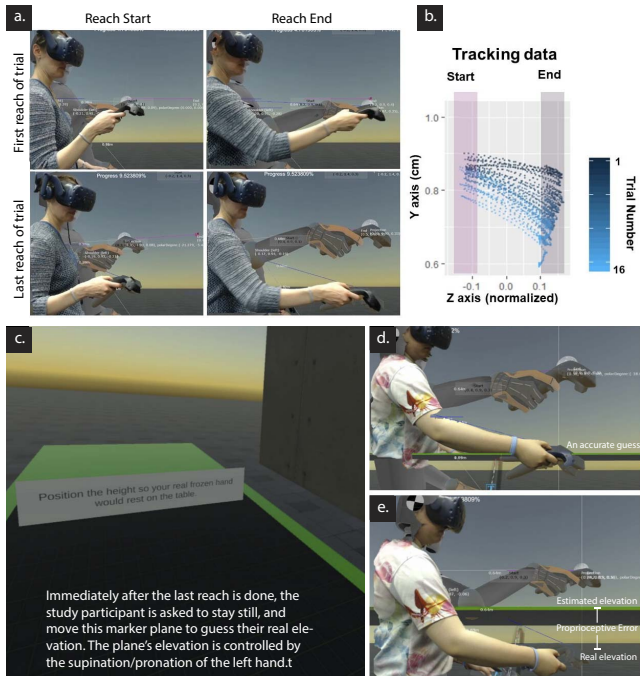 a.
Reach Start
Reach End
First reach of trial
Last reach of trial
Progress 9.523809%
Progress 9.523809%
b.
Tracking data
Start
End
Y axis (cm)
1.0
0.8
0.6
-0.1
0.0
0.1
Z axis (normalized)
1
Trial Number
16
c.
Position the height so your real frozen hand
would rest on the table.
Immediately after the last reach is done, the
study participant is asked to stay still, and
move this marker plane to guess their real ele-
vation. The plane's elevation is controlled by
the supination/pronation of the left hand.t
d.
An accurate guess
e.
3809%
Estimated elevation
Proprioceptive Error
Real elevation